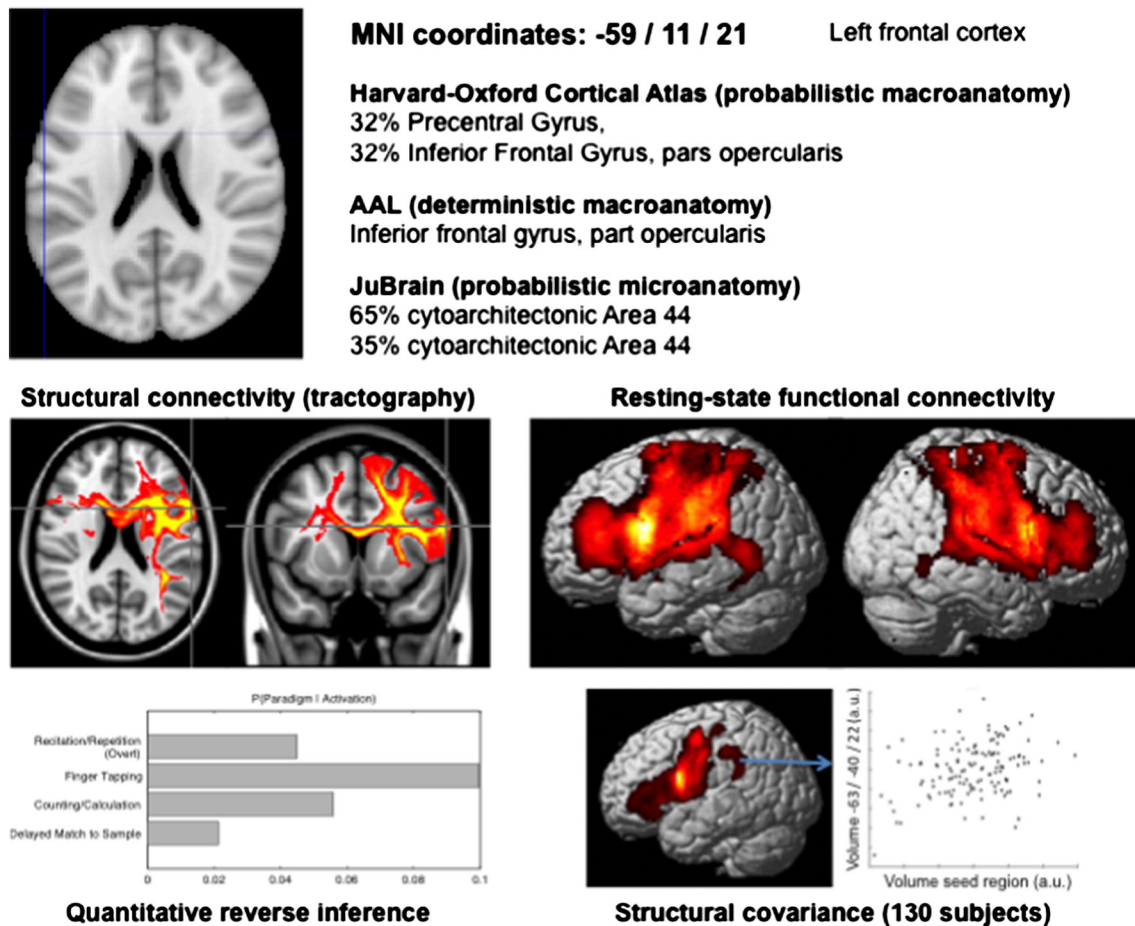 MNI coordinates: -59 / 11 / 21
Left frontal cortex
Harvard-Oxford Cortical Atlas (probabilistic macroanatomy)
32% Precentral Gyrus,
32% Inferior Frontal Gyrus, pars opercularis
AAL (deterministic macroanatomy)
Inferior frontal gyrus, part opercularis
JuBrain (probabilistic microanatomy)
65% cytoarchitectonic Area 44
35% cytoarchitectonic Area 44
Structural connectivity (tractography)
Resting-state functional connectivity
P(Paradigm | Activation)
Recitation/Repetition
(Overt)
Finger Tapping
Counting/Calculation
Delayed Match to Sample
0 0.02 0.04 0.06 0.08 0.1
Quantitative reverse inference
Volume -63/ -40 / 22 (a.u.)
Volume seed region (a.u.)
Structural covariance (130 subjects)